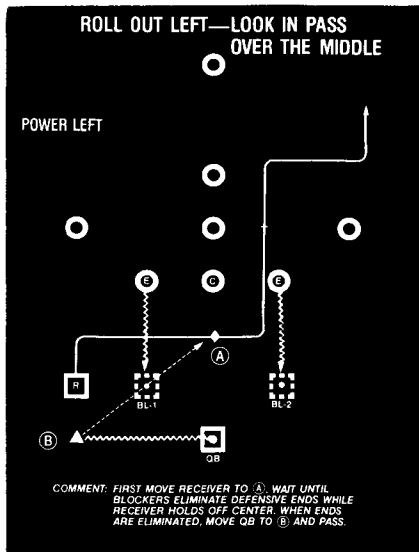 ROLL OUT LEFT—LOOK IN PASS
OVER THE MIDDLE
POWER LEFT
E
C
E
A
R
BL-1
BL-2
B
QB
COMMENT: FIRST MOVE RECEIVER TO A. WAIT UNTIL
BLOCKERS ELIMINATE DEFENSIVE ENDS WHILE
RECEIVER HOLDS OFF CENTER. WHEN ENDS
ARE ELIMINATED, MOVE QB TO B AND PASS.